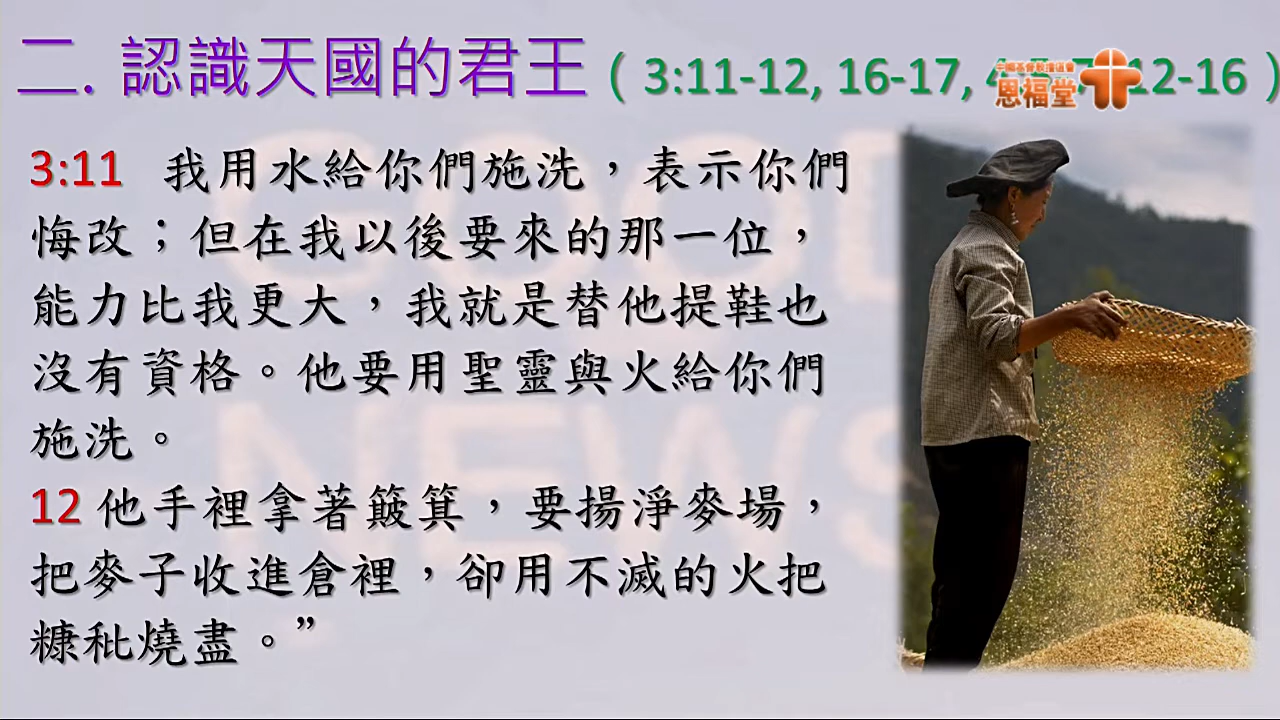 二. 認識天國的君王 ( 3:11-12, 16-17, 12-16 )
恩福堂
3:11 我用水給你們施洗，表示你們
悔改；但在我以後要來的那一位，
能力比我更大，我就是替他提鞋也
沒有資格。他要用聖靈與火給你們
施洗。
12 他手裡拿著簸箕，要揚淨麥場，
把麥子收進倉裡，卻用不滅的火把
糠秕燒盡。”
GOOD
NEWS